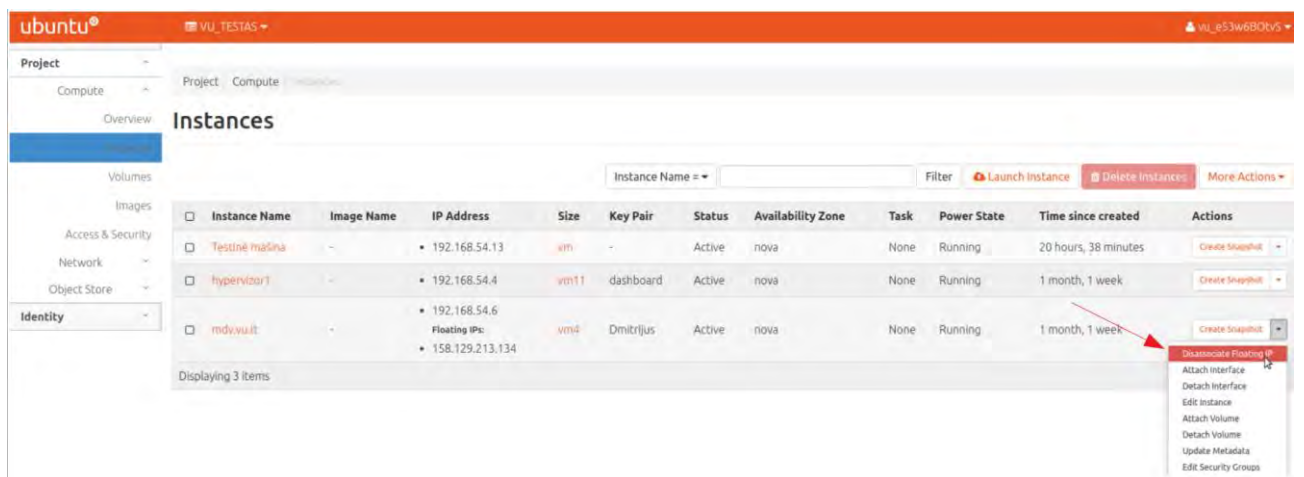 ubuntu®
VU_TESTAS
vu_e53w6BOtvS
Project
Compute
Overview
Volumes
Images
Access & Security
Network
Object Store
Identity
Project Compute Instances
Instances
Instance Name = Filter Launch Instance Delete Instances More Actions
Instance Name Image Name IP Address Size Key Pair Status Availability Zone Task Power State Time since created Actions
Testinė mašina - • 192.168.54.13 vm - Active nova None Running 20 hours, 38 minutes Create Snapshot
hypervizor1 - • 192.168.54.4 vm11 dashboard Active nova None Running 1 month, 1 week Create Snapshot
• 192.168.54.6
Floating IPs:
mdv.vu.lt - vm4 Dmitrijus Active nova None Running 1 month, 1 week Create Snapshot
• 158.129.213.134
Displaying 3 items
Disassociate Floating IP
Attach Interface
Detach Interface
Edit Instance
Attach Volume
Detach Volume
Update Metadata
Edit Security Groups